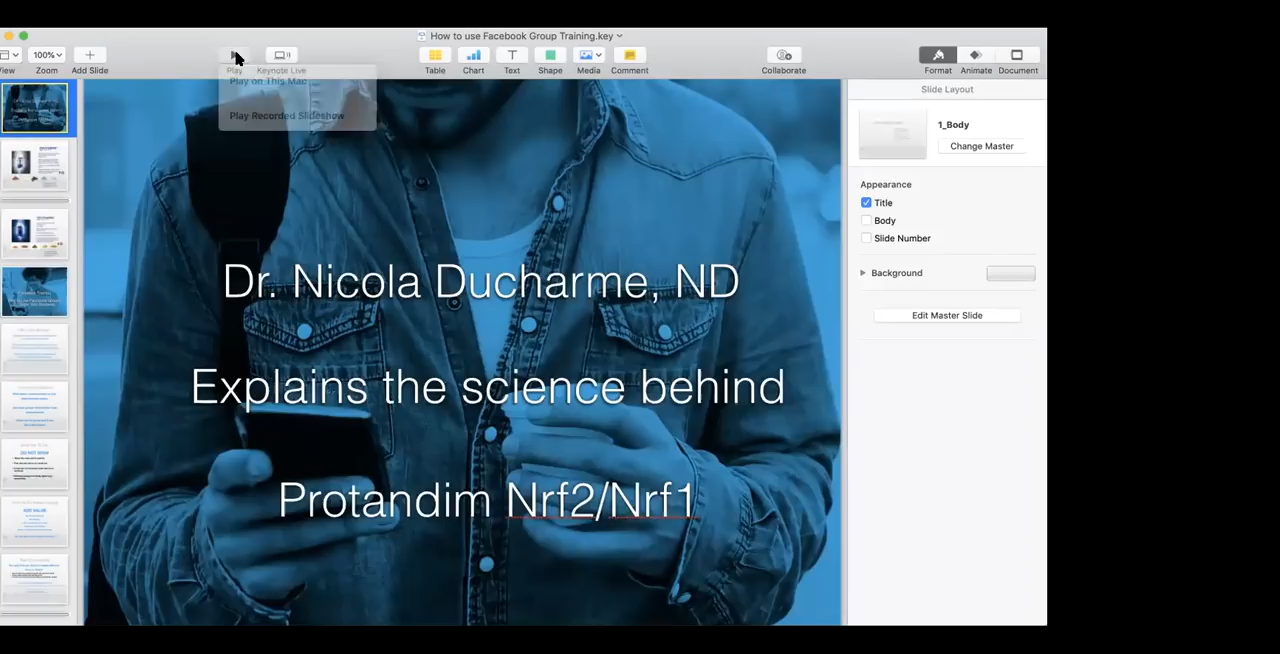 How to use Facebook Group Training.key
100%
View
Zoom
Add Slide
Play
Keynote Live
Table
Chart
Text
Shape
Media
Comment
Collaborate
Format
Animate
Document
Play on This Mac
Play Recorded Slideshow
Slide Layout
1_Body
Change Master
Appearance
Title
Body
Slide Number
Background
Edit Master Slide
Dr. Nicola Ducharme, ND
Explains the science behind
Protandim Nrf2/Nrf1